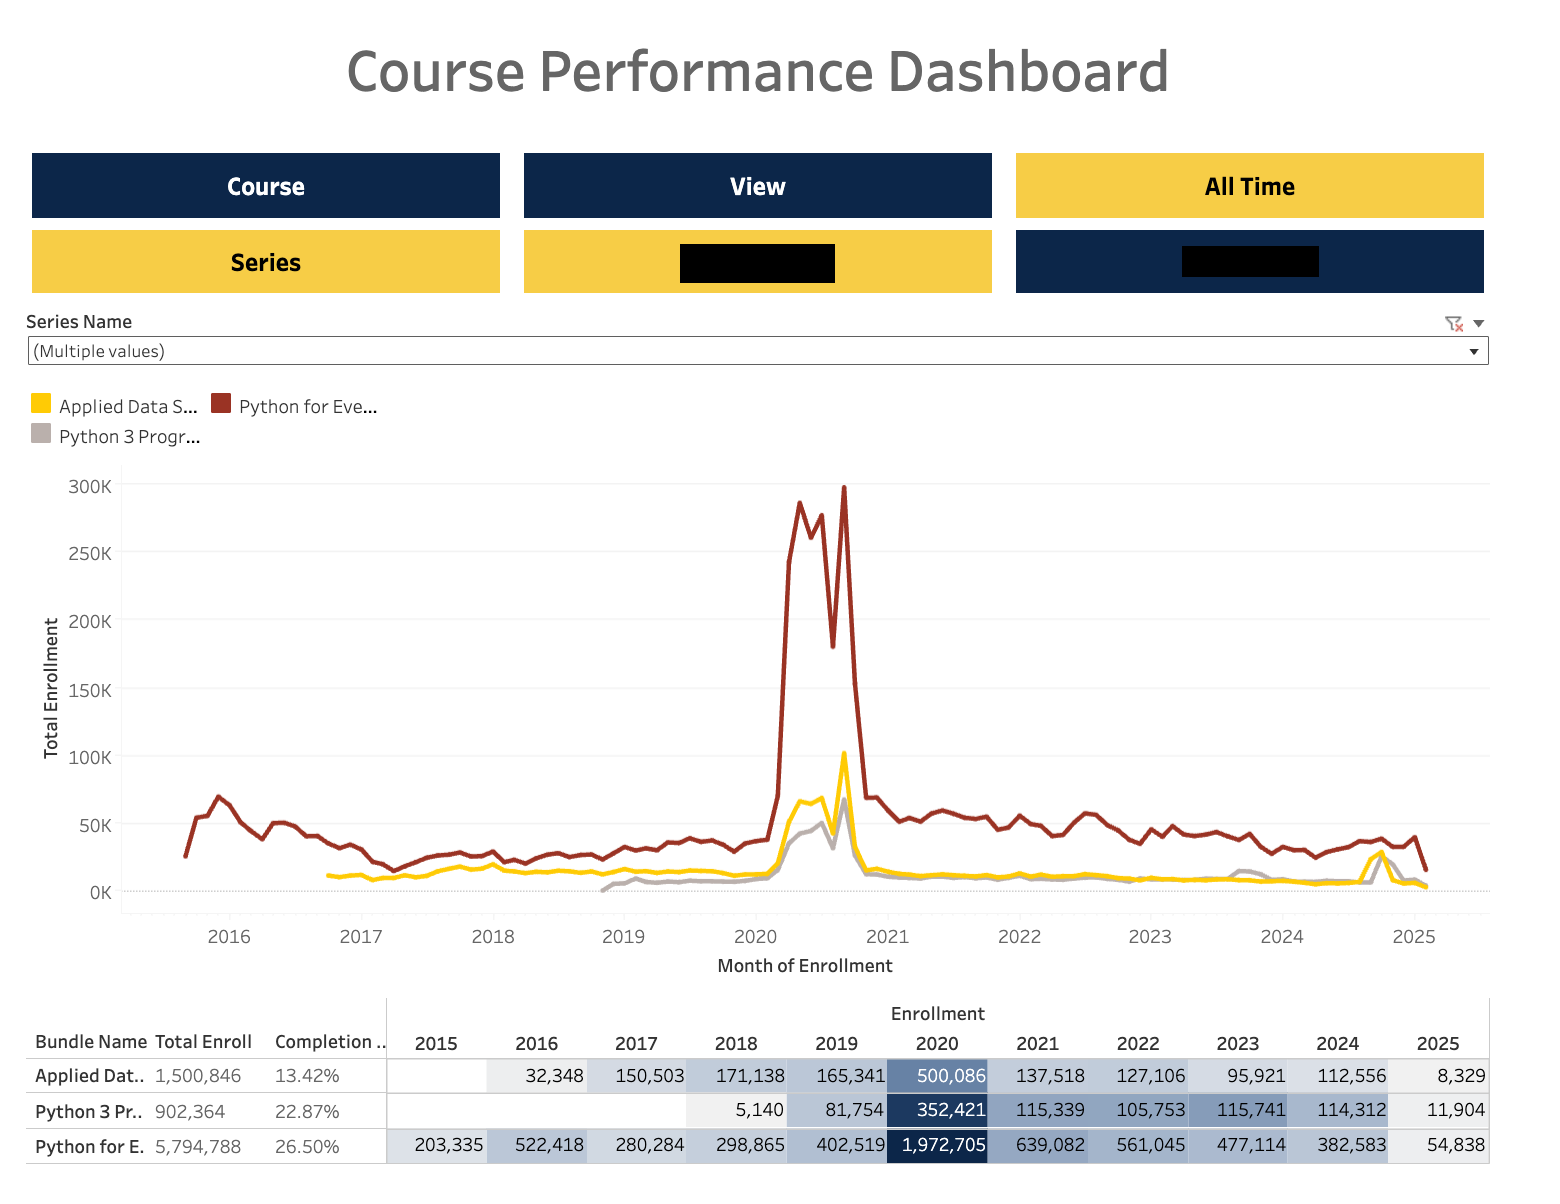 Course Performance Dashboard
Course View All Time
Series
Series Name
(Multiple values)
Applied Data S... Python for Eve...
Python 3 Progr...
300K
250K
200K
150K
100K
50K
0K
Total Enrollment
2016 2017 2018 2019 2020 2021 2022 2023 2024 2025
Month of Enrollment
Enrollment
Bundle Name Total Enroll Completion .. 2015 2016 2017 2018 2019 2020 2021 2022 2023 2024 2025
Applied Dat.. 1,500,846 13.42% 32,348 150,503 171,138 165,341 500,086 137,518 127,106 95,921 112,556 8,329
Python 3 Pr.. 902,364 22.87% 5,140 81,754 352,421 115,339 105,753 115,741 114,312 11,904
Python for E. 5,794,788 26.50% 203,335 522,418 280,284 298,865 402,519 1,972,705 639,082 561,045 477,114 382,583 54,838